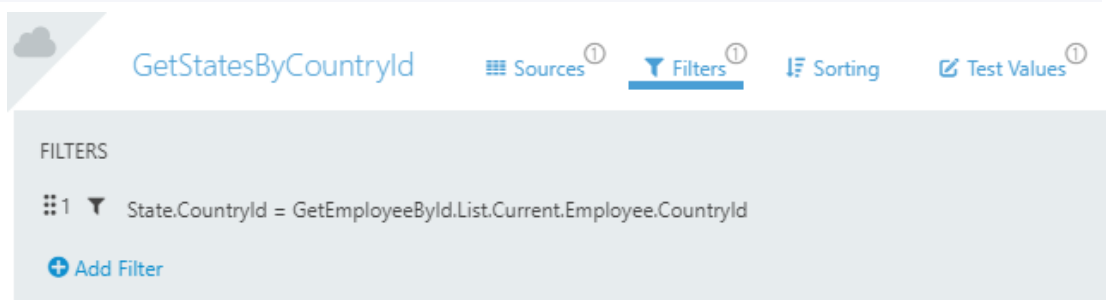 GetStatesByCountryId Sources 1 Filters 1 Sorting Test Values 1
FILTERS
1 State.CountryId = GetEmployeeById.List.Current.Employee.CountryId
Add Filter